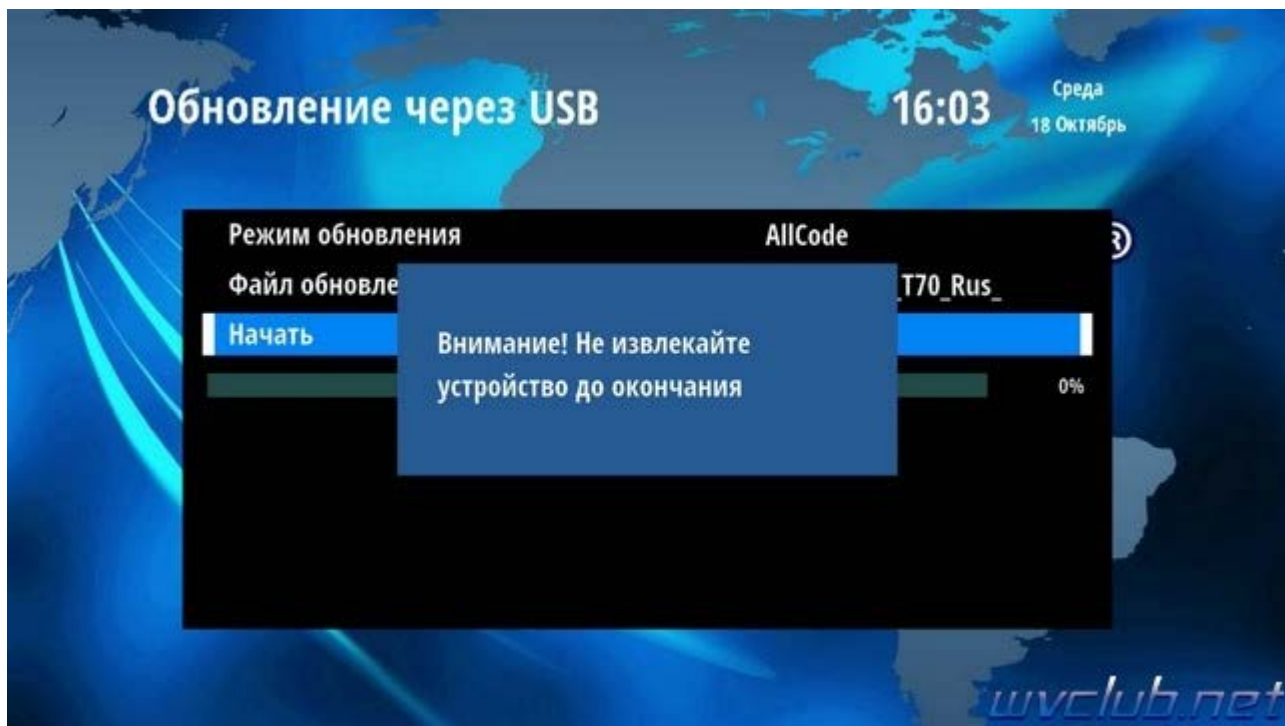 Обновление через USB
16:03
Среда
18 Октябрь
Режим обновления AllCode
®
Файл обновле _T70_Rus_
Начать
Внимание! Не извлекайте
устройство до окончания
0%
wvclub.net